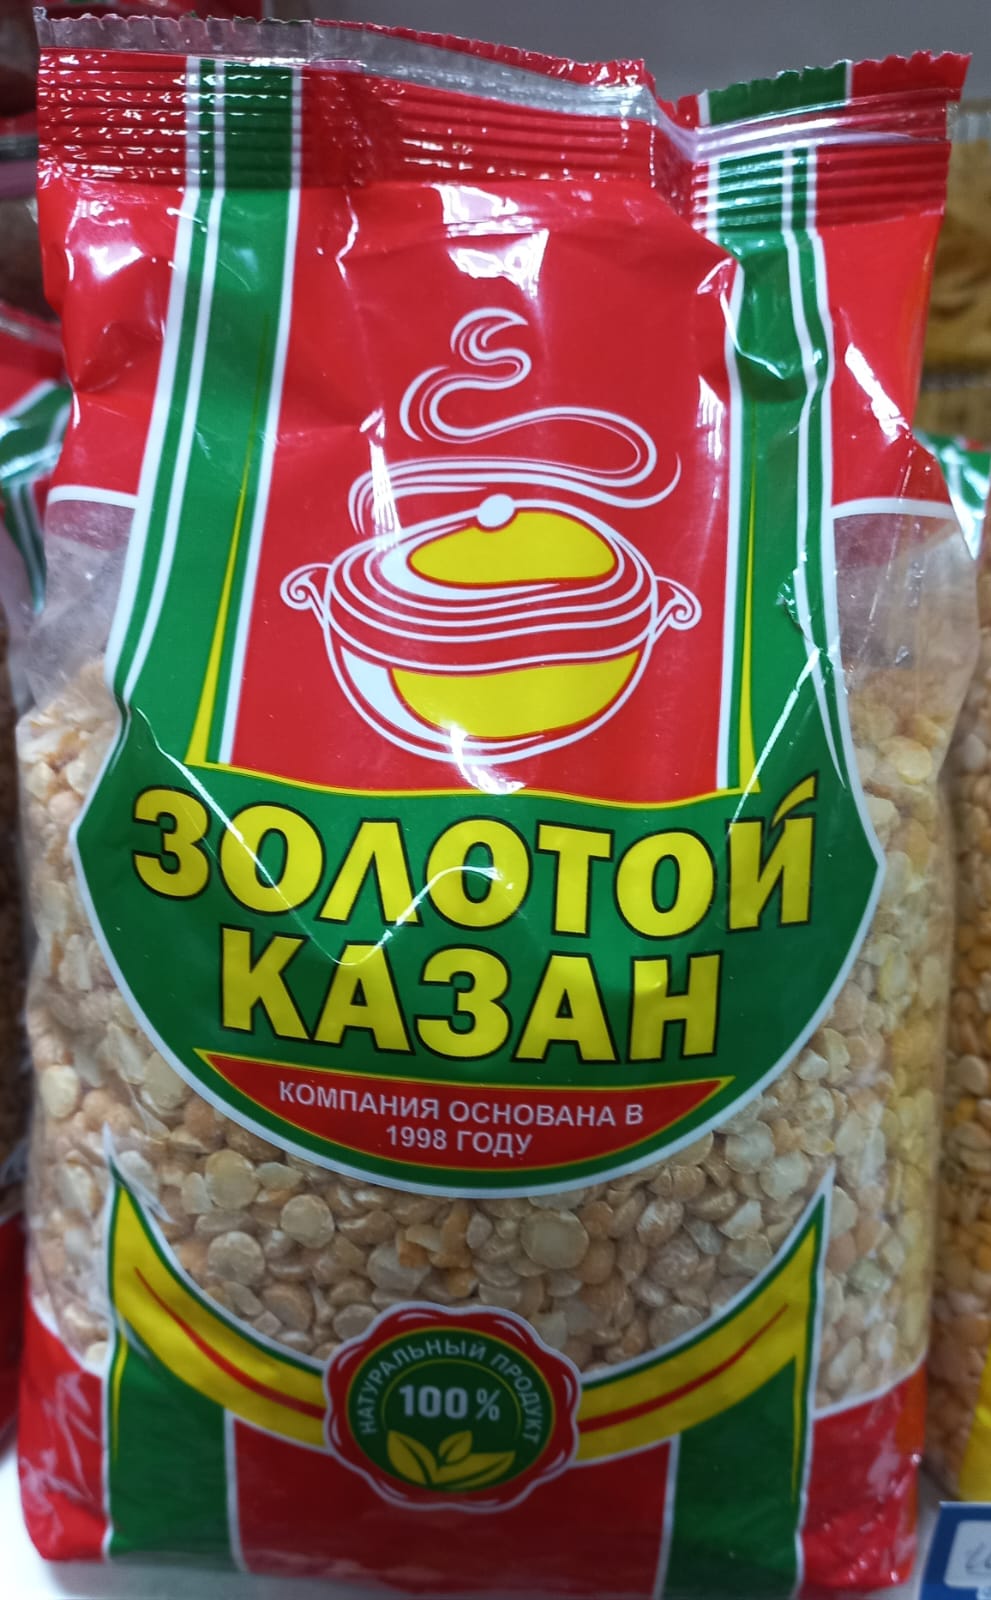 ЗОЛОТОЙ
КАЗАН
КОМПАНИЯ ОСНОВАНА В
1998 ГОДУ
НАТУРАЛЬНЫЙ ПРОДУКТ
100 %